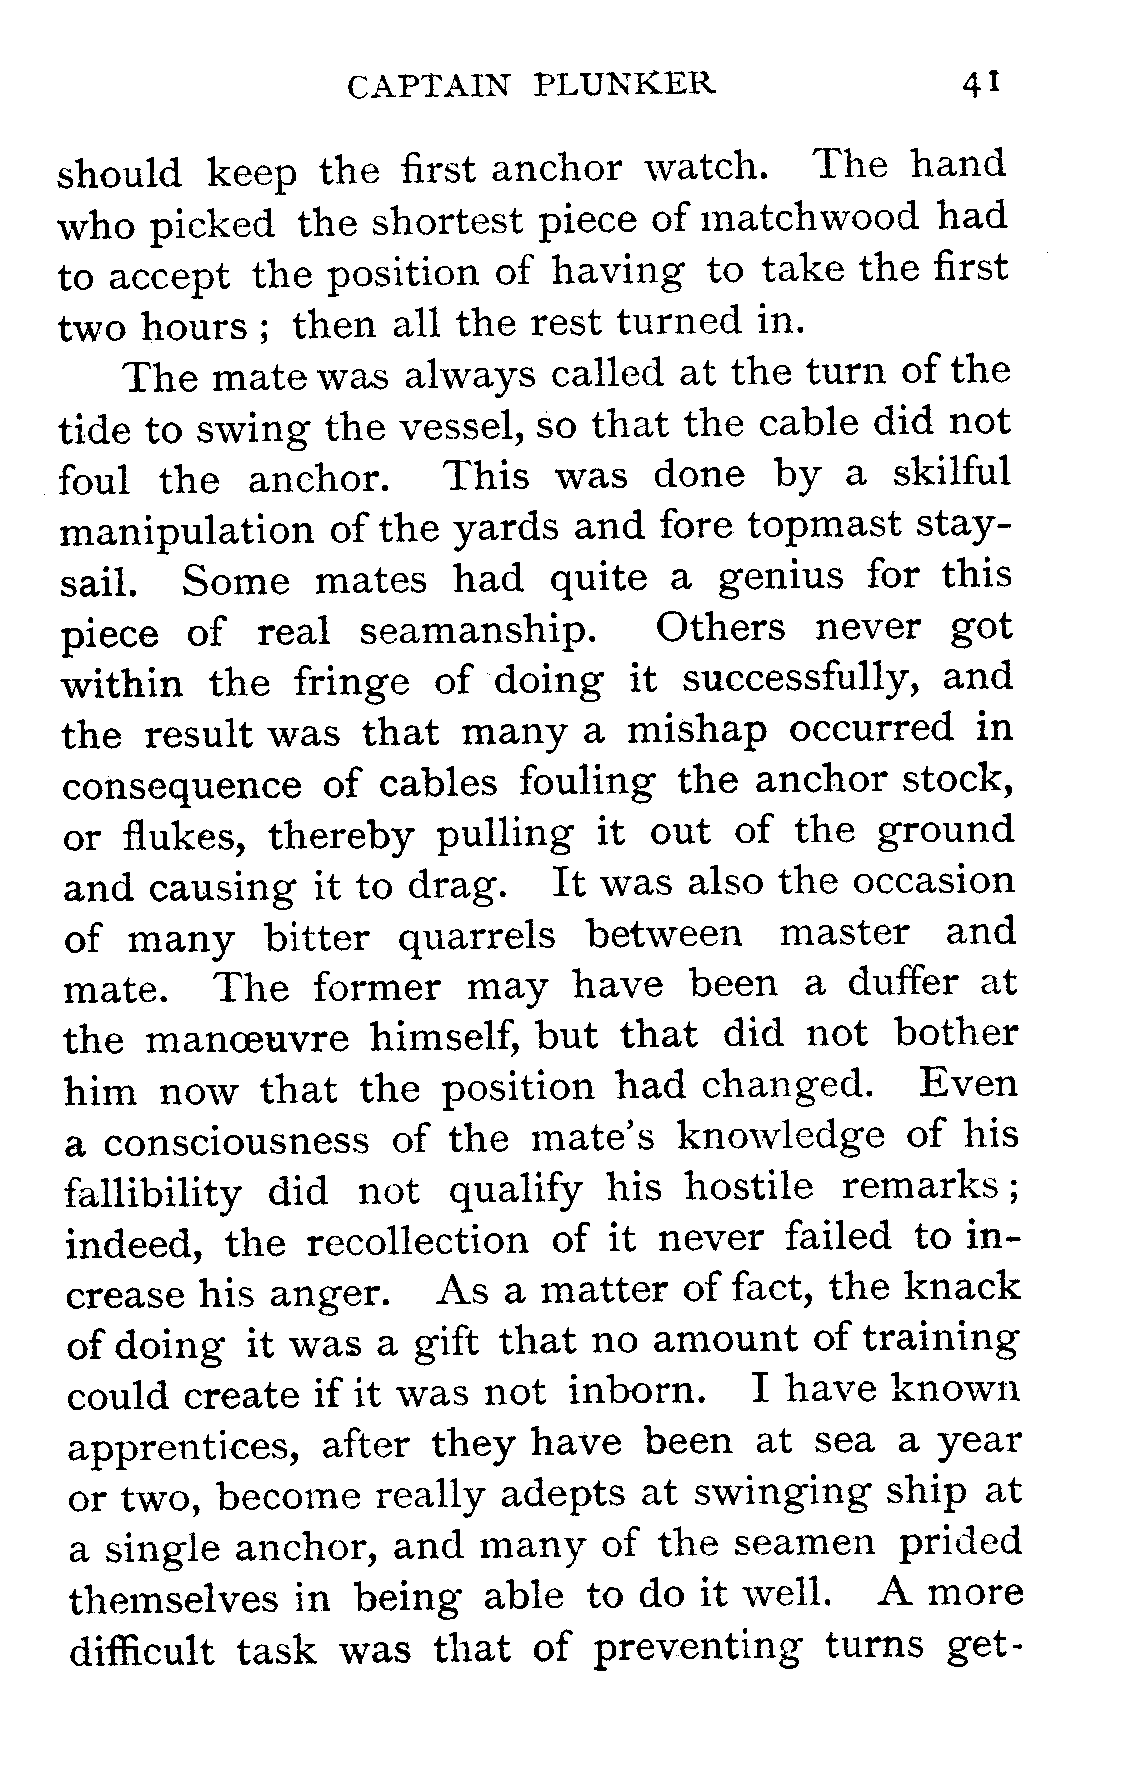 CAPTAIN PLUNKER 41
should keep the first anchor watch. The hand
who picked the shortest piece of matchwood had
to accept the position of having to take the first
two hours ; then all the rest turned in.
The mate was always called at the turn of the
tide to swing the vessel, so that the cable did not
foul the anchor. This was done by a skilful
manipulation of the yards and fore topmast stay-
sail. Some mates had quite a genius for this
piece of real seamanship. Others never got
within the fringe of doing it successfully, and
the result was that many a mishap occurred in
consequence of cables fouling the anchor stock,
or flukes, thereby pulling it out of the ground
and causing it to drag. It was also the occasion
of many bitter quarrels between master and
mate. The former may have been a duffer at
the manœuvre himself, but that did not bother
him now that the position had changed. Even
a consciousness of the mate's knowledge of his
fallibility did not qualify his hostile remarks ;
indeed, the recollection of it never failed to in-
crease his anger. As a matter of fact, the knack
of doing it was a gift that no amount of training
could create if it was not inborn. I have known
apprentices, after they have been at sea a year
or two, become really adepts at swinging ship at
a single anchor, and many of the seamen prided
themselves in being able to do it well. A more
difficult task was that of preventing turns get-